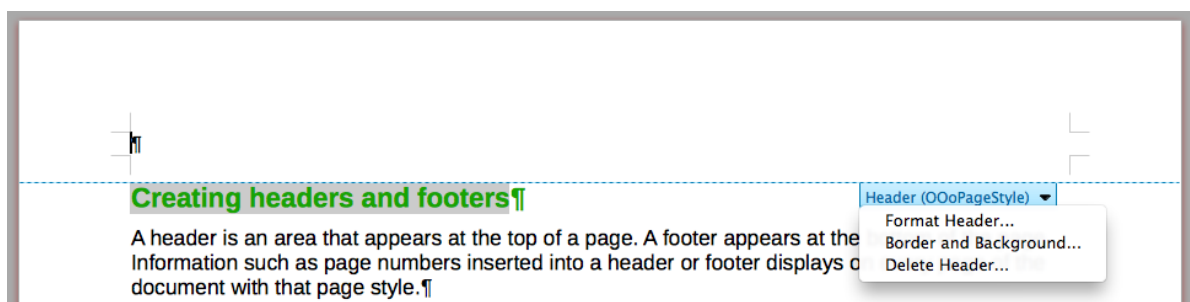 ¶
Creating headers and footers¶
Header (OOoPageStyle)
Format Header...
Border and Background...
Delete Header...
A header is an area that appears at the top of a page. A footer appears at the
Information such as page numbers inserted into a header or footer displays
document with that page style.¶